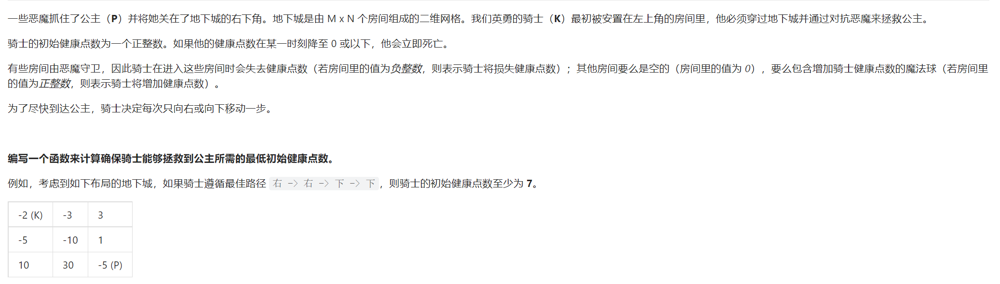 一些恶魔抓住了公主（P）并将她关在了地下城的右下角。地下城是由 M x N 个房间组成的二维网格。我们英勇的骑士（K）最初被安置在左上角的房间里，他必须穿过地下城并通过对抗恶魔来拯救公主。
骑士的初始健康点数为一个正整数。如果他的健康点数在某一时刻降至 0 或以下，他会立即死亡。
有些房间由恶魔守卫，因此骑士在进入这些房间时会失去健康点数（若房间里的值为负整数，则表示骑士将损失健康点数）；其他房间要么是空的（房间里的值为 0），要么包含增加骑士健康点数的魔法球（若房间里
的值为正整数，则表示骑士将增加健康点数）。
为了尽快到达公主，骑士决定每次只向右或向下移动一步。
编写一个函数来计算确保骑士能够拯救到公主所需的最低初始健康点数。
例如，考虑到如下布局的地下城，如果骑士遵循最佳路径 右 -> 右 -> 下 -> 下，则骑士的初始健康点数至少为 7。
-2 (K) -3 3
-5 -10 1
10 30 -5 (P)